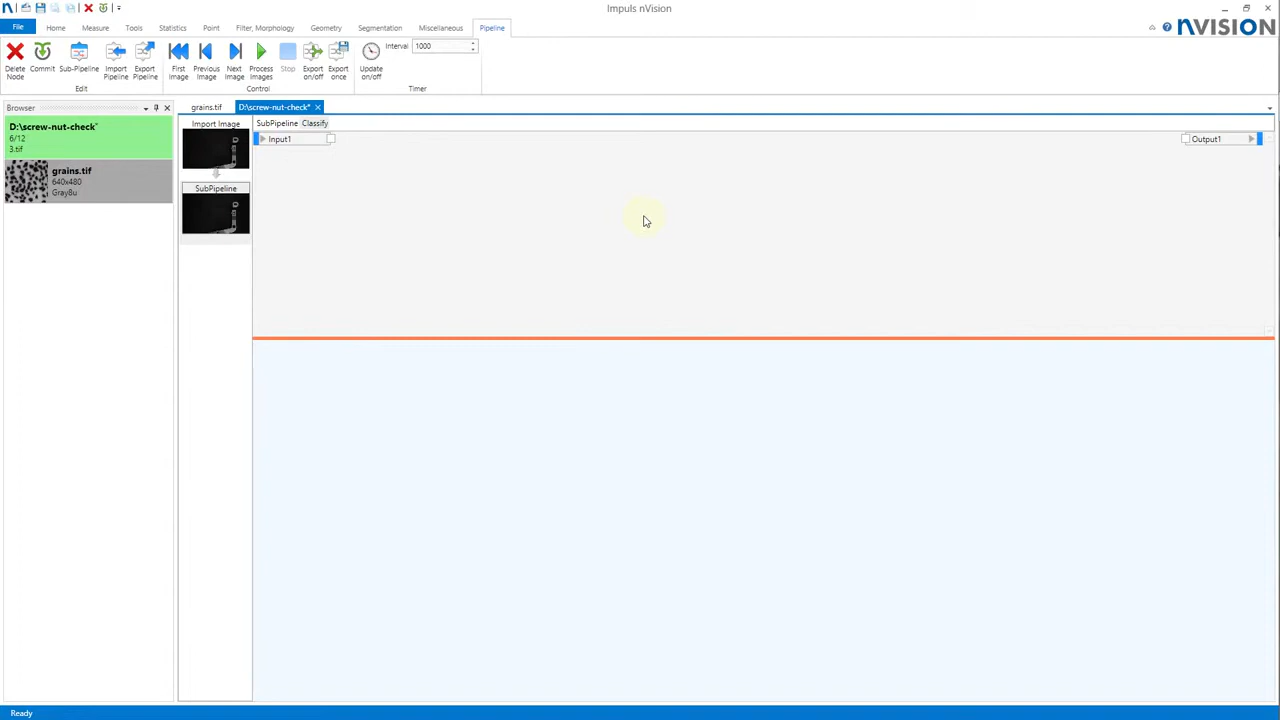 Impuls nVision
File Home Measure Tools Statistics Point Filter, Morphology Geometry Segmentation Miscellaneous Pipeline
nVISION
Delete Node
Commit
Sub-Pipeline
Import Pipeline
Export Pipeline
First Image
Previous Image
Next Image
Process Images
Stop
Export on/off
Export once
Update on/off
Interval 1000
Edit Control Timer
Browser
grains.tif D:\screw-nut-check*
D:\screw-nut-check*
6/12
3.tif
grains.tif
640x480
Gray8u
Import Image
SubPipeline
SubPipeline Classify
Input1
Output1
Ready